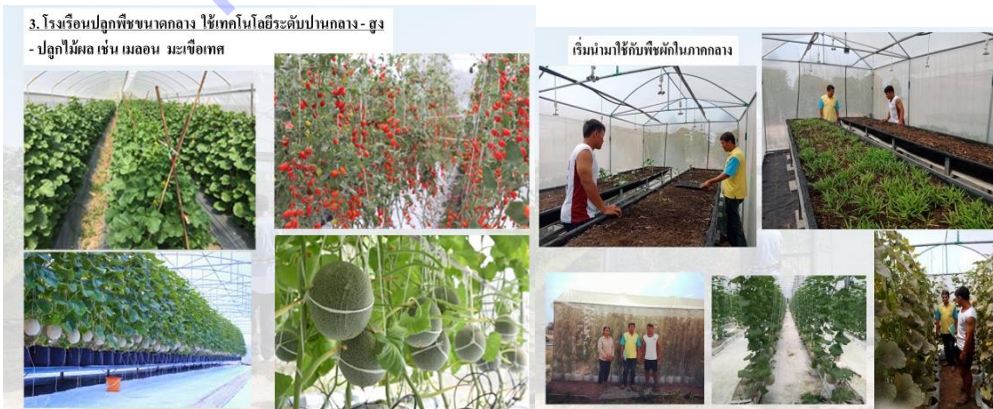 3. โรงเรือนปลูกพืชขนาดกลาง ใช้เทคโนโลยีระดับปานกลาง - สูง
- ปลูกไม้ผล เช่น เมลอน มะเขือเทศ
เริ่มนำมาใช้กับพืชผักในภาคกลาง